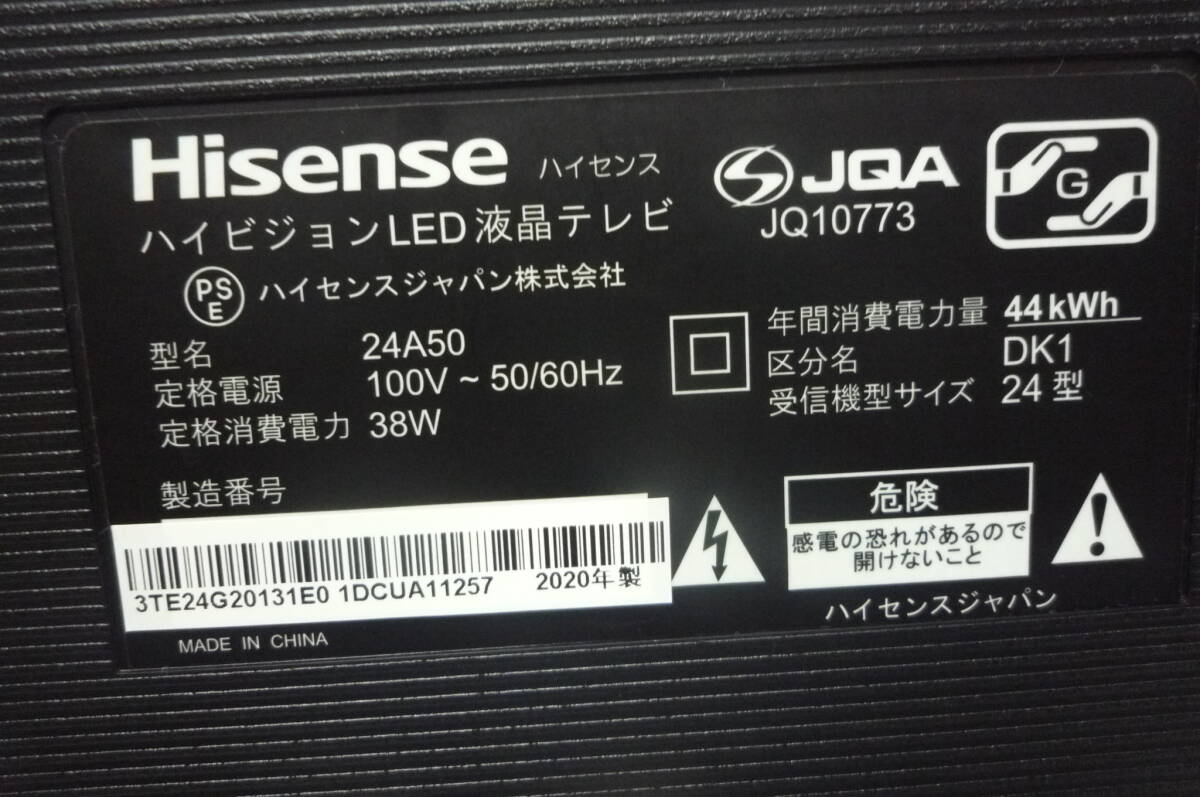 Hisense ハイセンス
ハイビジョンLED液晶テレビ
PS
E
ハイセンスジャパン株式会社
JQA
JQ10773
G
型名 24A50
定格電源 100V ~ 50/60Hz
定格消費電力 38W
年間消費電力量 44kWh
区分名 DK1
受信機型サイズ 24型
製造番号
3TE24G20131E0 1DCUA11257 2020年製
MADE IN CHINA
危険
感電の恐れがあるので
開けないこと
ハイセンスジャパン